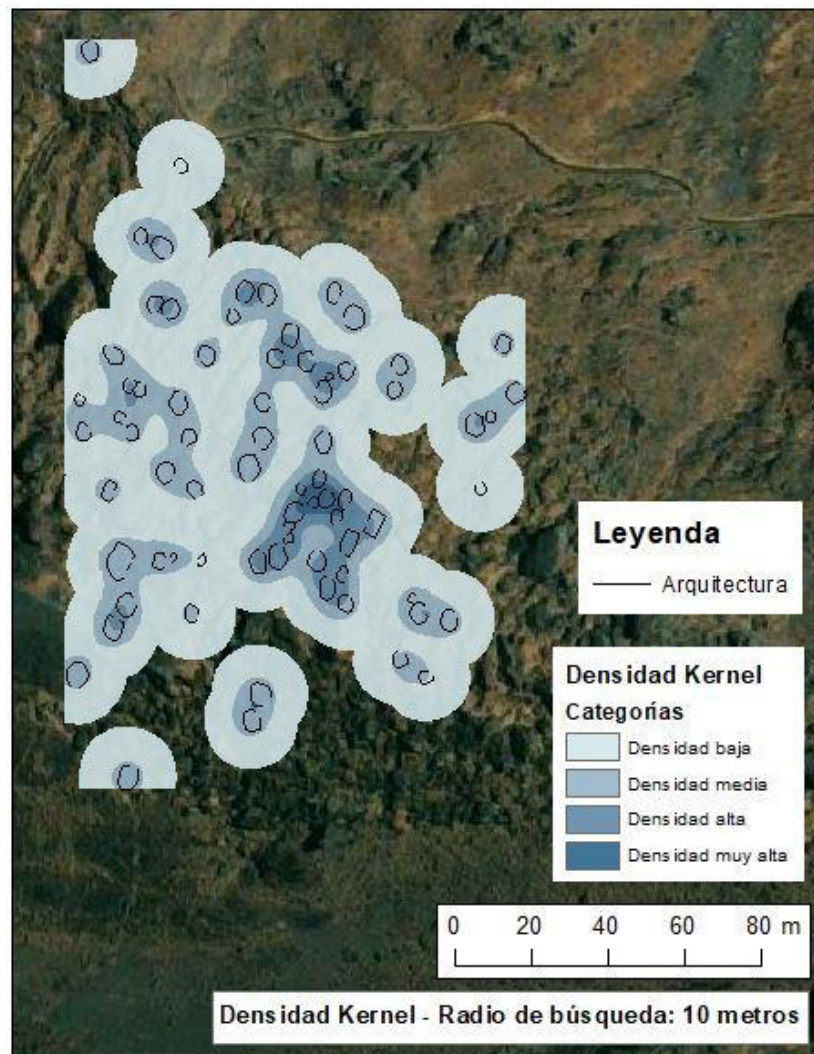 Leyenda
Arquitectura
Densidad Kernel
Categorías
Densidad baja
Densidad media
Densidad alta
Densidad muy alta
0 20 40 60 80 m
Densidad Kernel - Radio de búsqueda: 10 metros